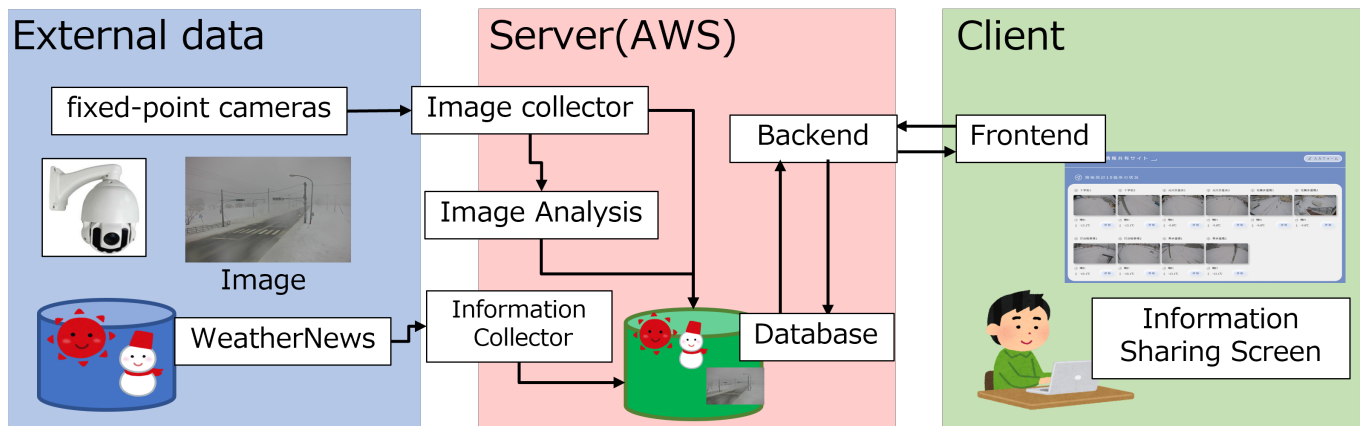 External data
Server(AWS)
Client
fixed-point cameras
Image collector
Backend
Frontend
Image Analysis
Image
Information
Collector
WeatherNews
Database
Information
Sharing Screen